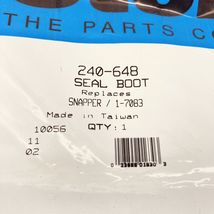 THE PARTS CO
240-648
SEAL BOOT
Replaces
SNAPPER / 1-7083
Made in Taiwan
10056 QTY: 1
11
02